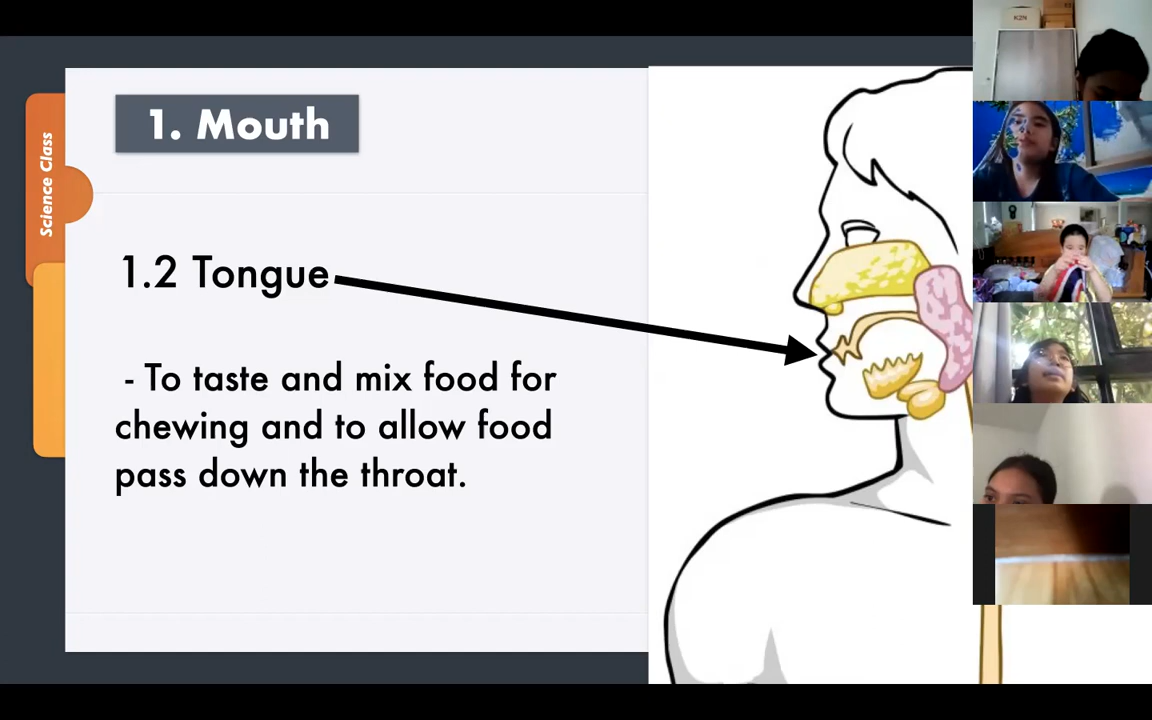 1. Mouth
Science Class
1.2 Tongue
- To taste and mix food for
chewing and to allow food
pass down the throat.
K2N